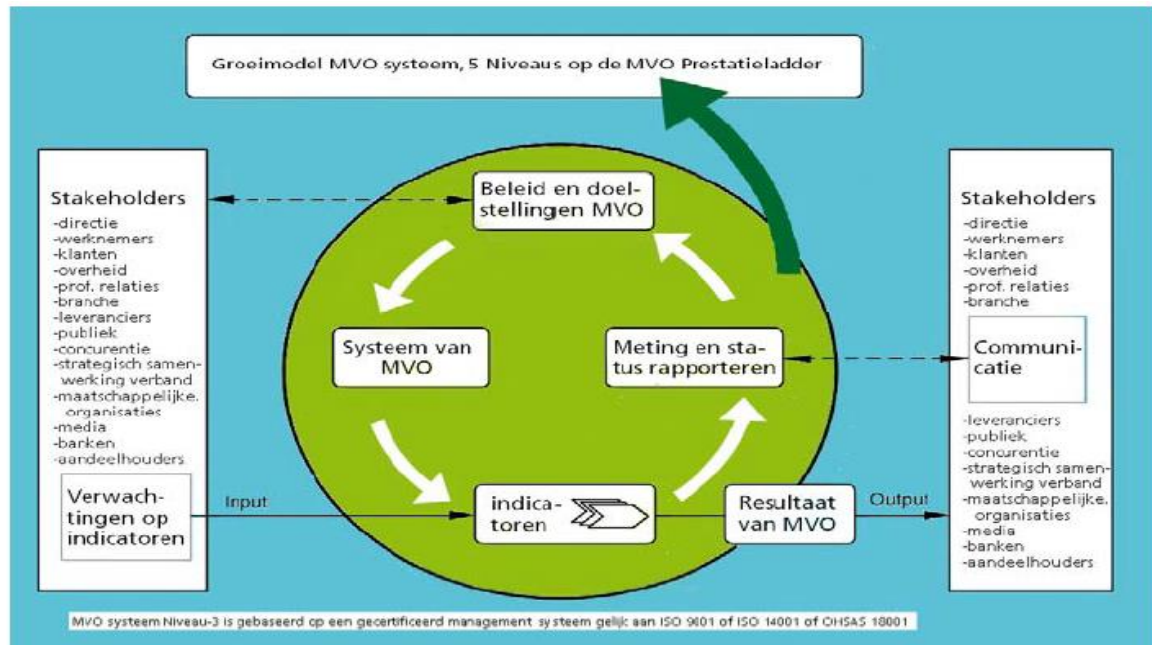 Groeimodel MVO systeem, 5 Niveaus op de MVO Prestatieladder
Stakeholders
-directie
-werknemers
-klanten
-overheid
-prof. relaties
-branche
-leveranciers
-publiek
-concurentie
-strategisch samen-
werking verband
-maatschappelijke.
organisaties
-media
-banken
-aandeelhouders
Verwach-
tingen op
indicatoren
Input
Beleid en doel-
stellingen MVO
Systeem van
MVO
Meting en sta-
tus rapporteren
indica-
toren
Resultaat
van MVO
Output
Stakeholders
-directie
-werknemers
-klanten
-overheid
-prof. relaties
-branche
Communi-
catie
-leveranciers
-publiek
-concurentie
-strategisch samen-
werking verband
-maatschappelijke.
organisaties
-media
-banken
-aandeelhouders
MVO systeem Niveau-3 is gebaseerd op een gecertificeerd management systeem gelijk aan ISO 9001 of ISO 14001 of OHSAS 18001